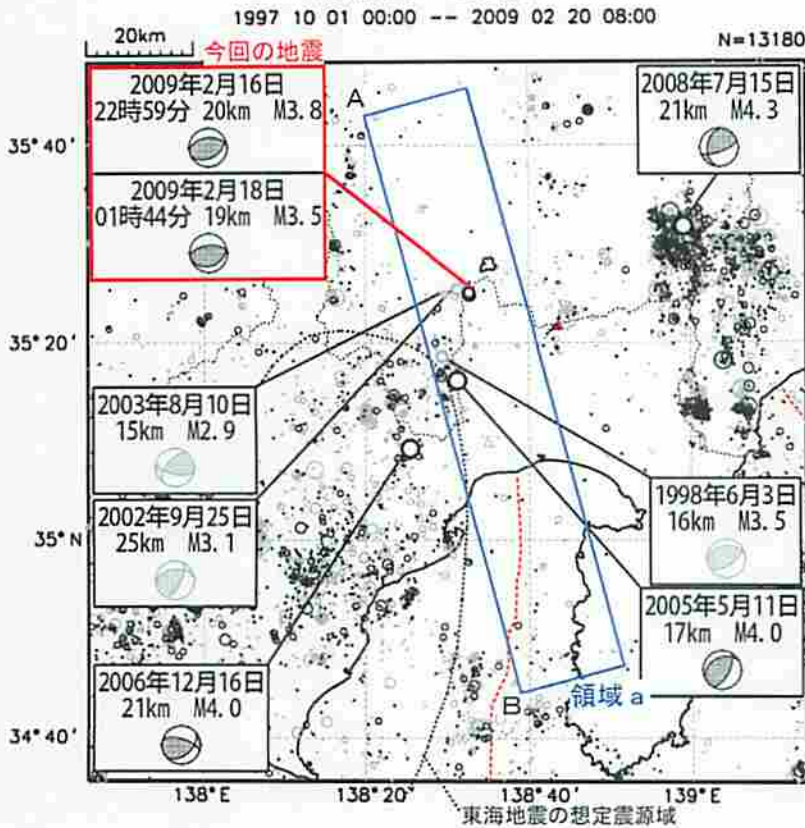 1997 10 01 00:00 -- 2009 02 20 08:00
20km
N=13180
今回の地震
2009年2月16日
22時59分 20km M3.8
2009年2月18日
01時44分 19km M3.5
A
2008年7月15日
21km M4.3
35°40'
35°20'
2003年8月10日
15km M2.9
2002年9月25日
25km M3.1
35°N
1998年6月3日
16km M3.5
2005年5月11日
17km M4.0
2006年12月16日
21km M4.0
B
領域a
34°40'
138°E
138°20'
138°40'
139°E
東海地震の想定震源域